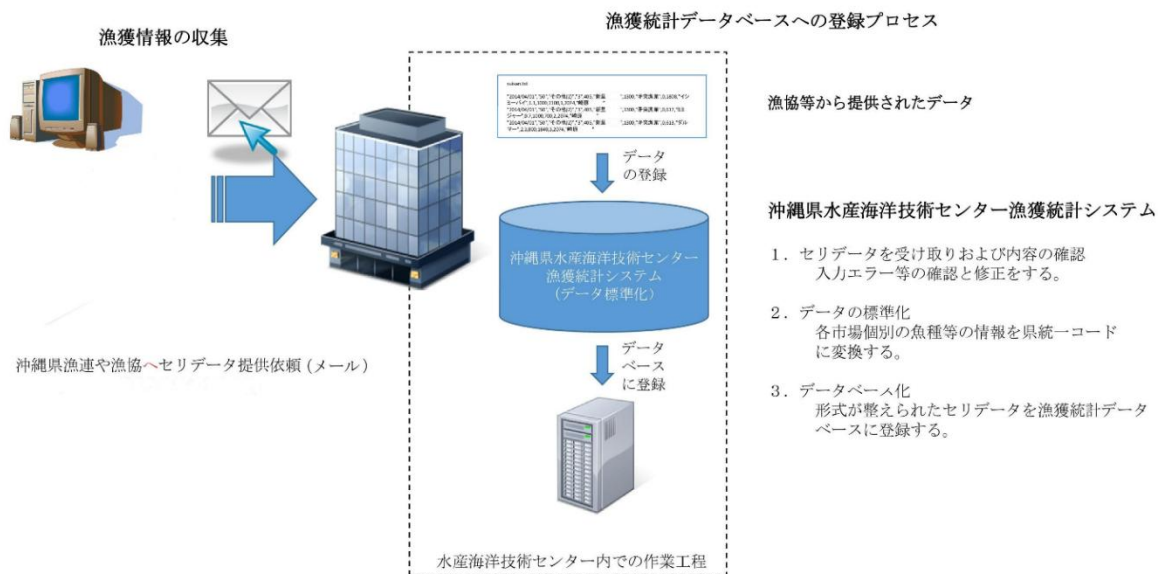 漁獲統計データベースへの登録プロセス
漁獲情報の収集
漁協等から提供されたデータ
データ
の登録
沖縄県水産海洋技術センター
漁獲統計システム
(データ標準化)
データ
ベース
に登録
水産海洋技術センター内での作業工程
沖縄県漁連や漁協へセリデータ提供依頼(メール)
沖縄県水産海洋技術センター漁獲統計システム
1．セリデータを受け取りおよび内容の確認
入力エラー等の確認と修正をする。
2．データの標準化
各市場個別の魚種等の情報を県統一コード
に変換する。
3．データベース化
形式が整えられたセリデータを漁獲統計データ
ベースに登録する。